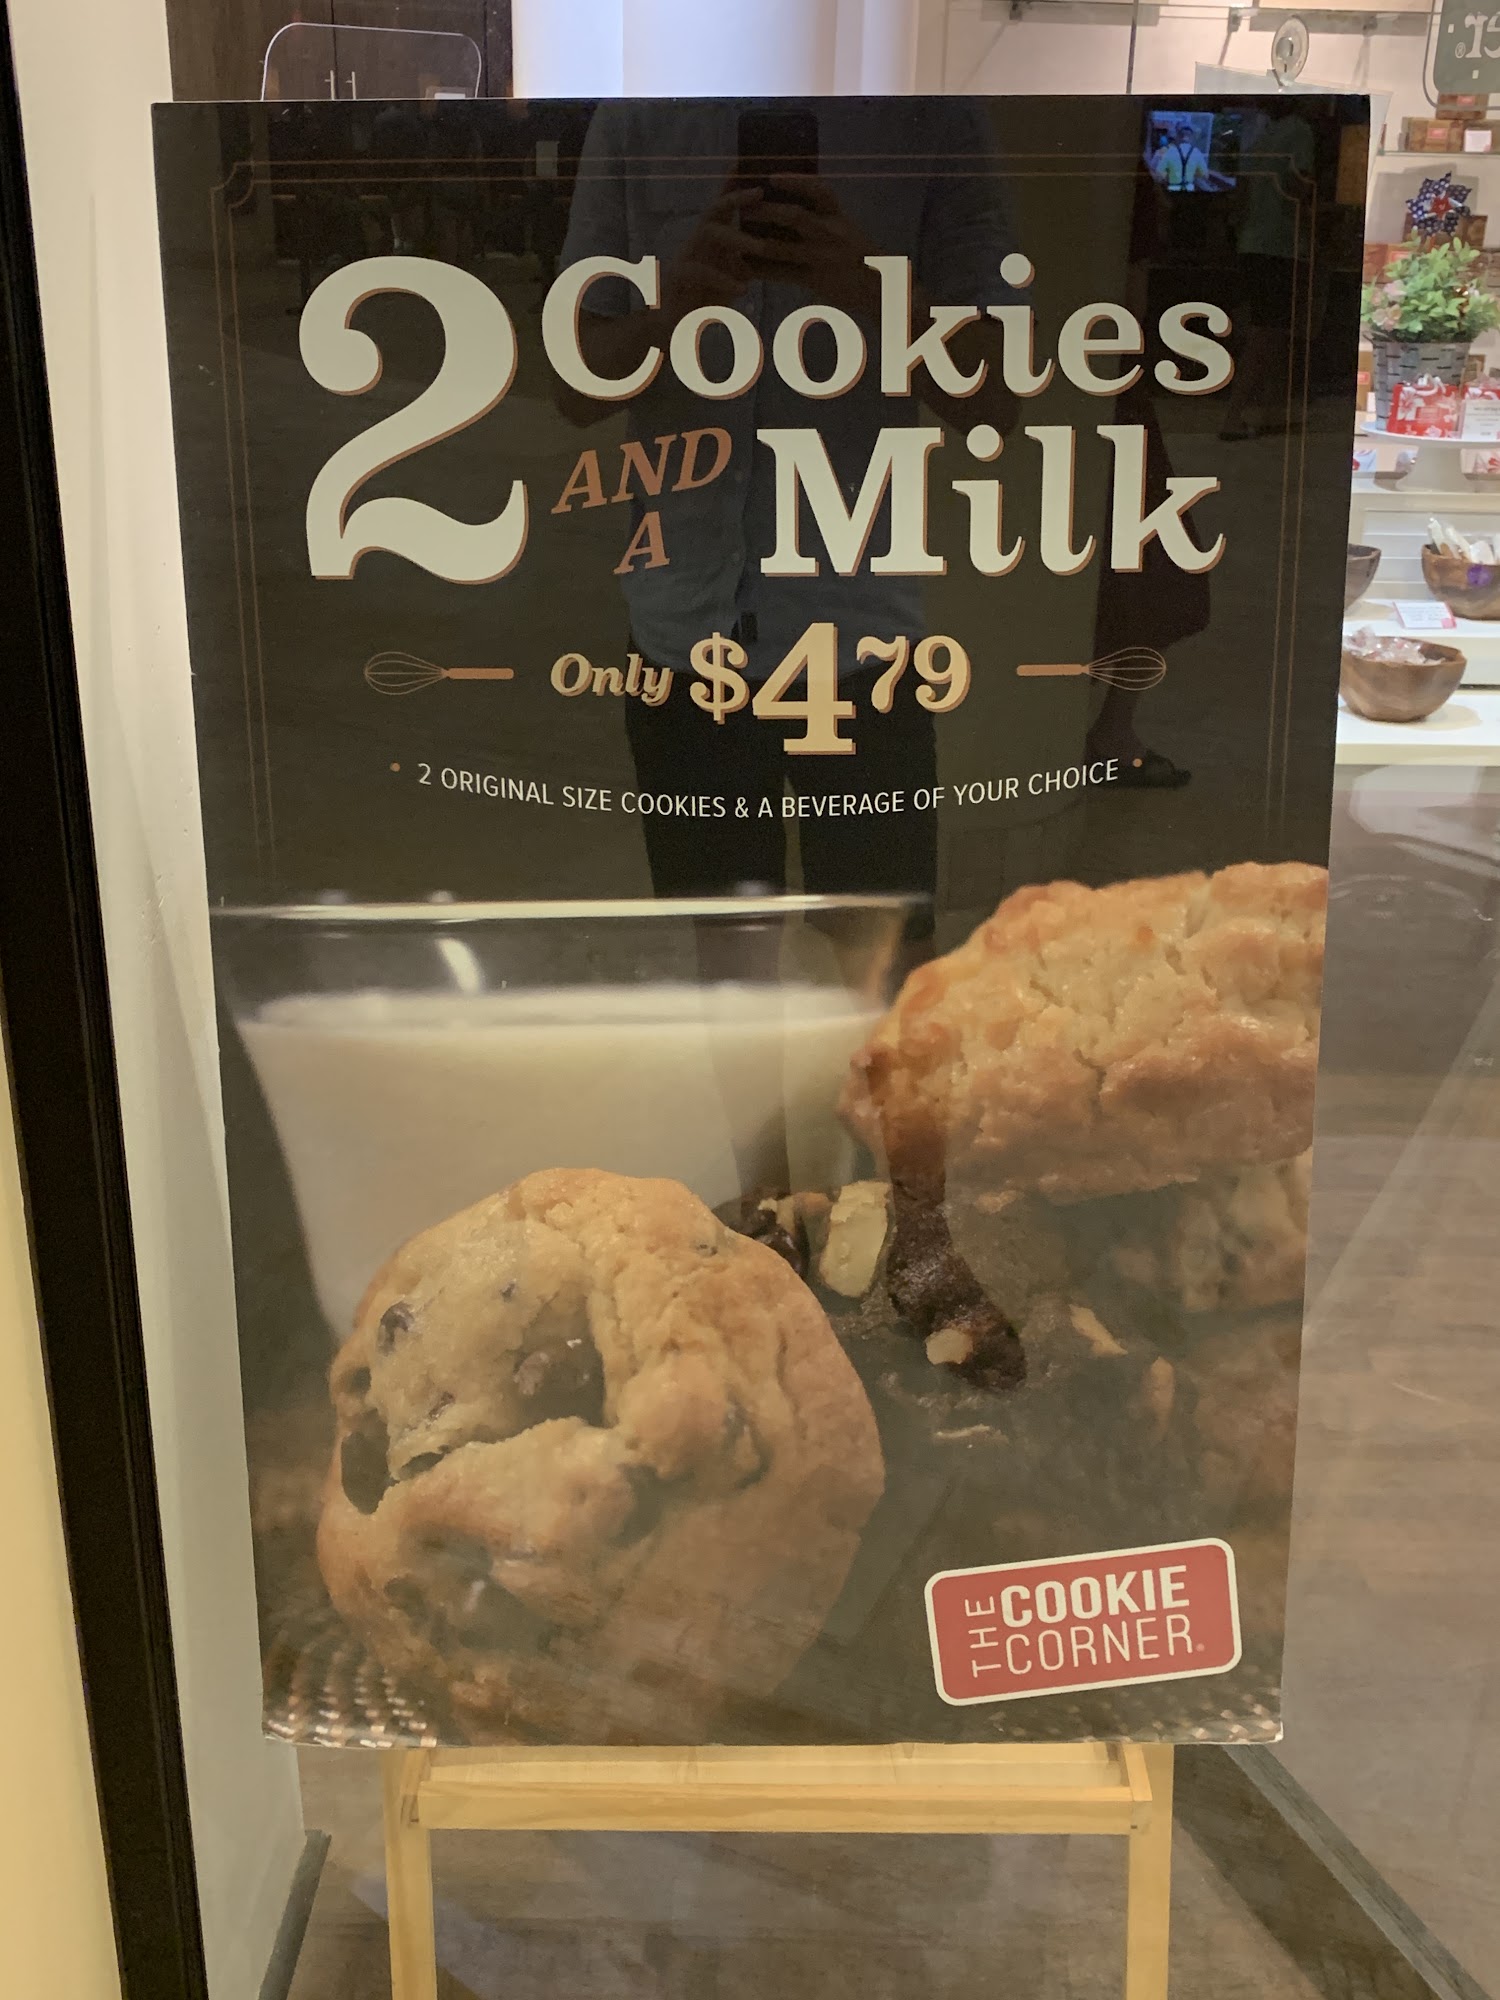 2 Cookies
AND A Milk
Only $4 79
• 2 ORIGINAL SIZE COOKIES & A BEVERAGE OF YOUR CHOICE •
THE COOKIE
CORNER